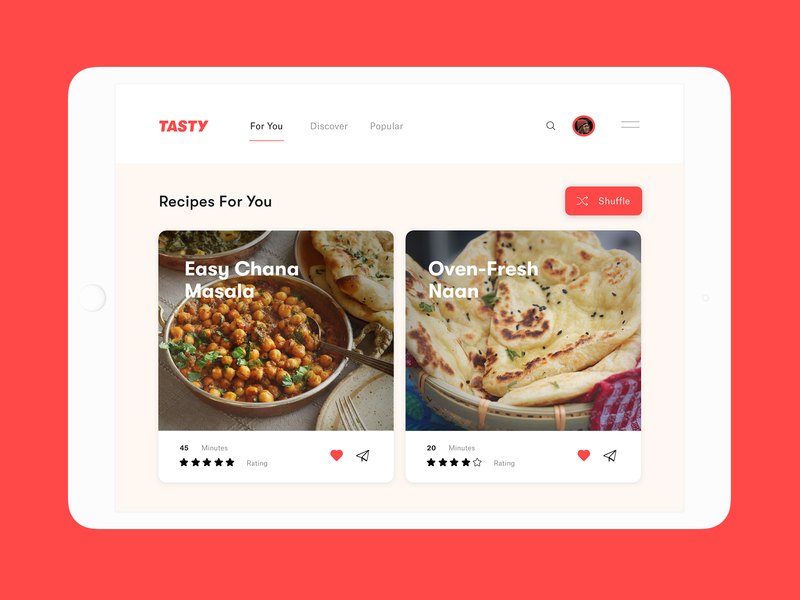 TASTY
For You Discover Popular
Recipes For You
Shuffle
Easy Chana
Masala
Oven-Fresh
Naan
45 Minutes
Rating
20 Minutes
Rating